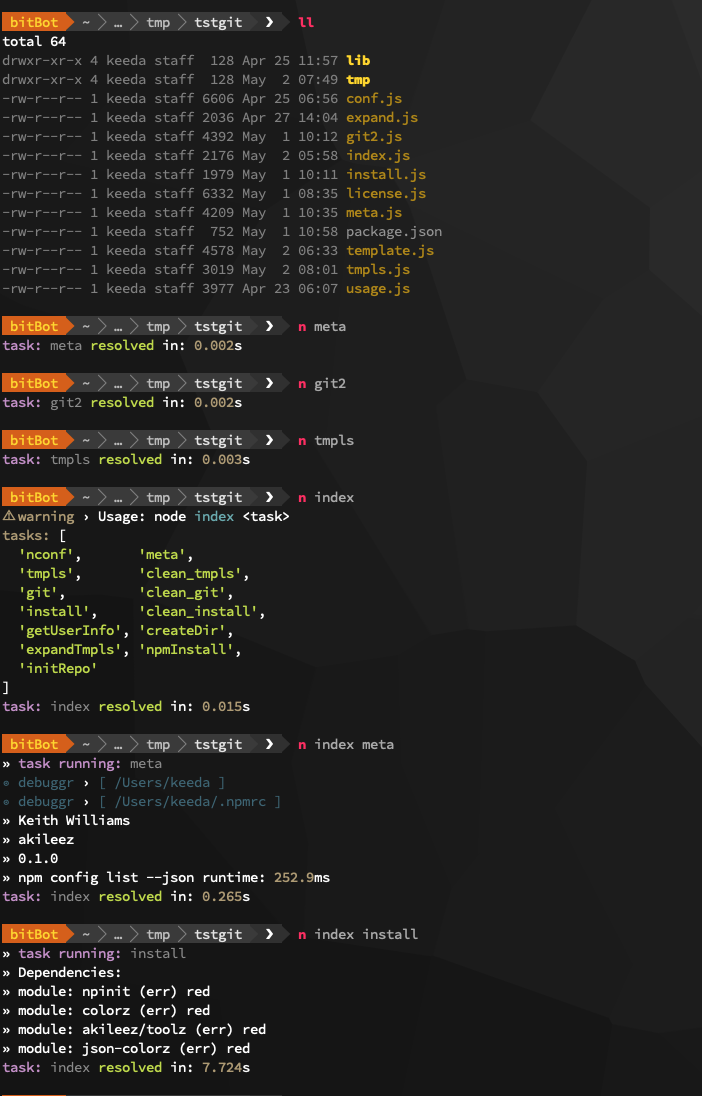 bitBot ~ … tmp tstgit ❯ ll
total 64
drwxr-xr-x 4 keeda staff  128 Apr 25 11:57 lib
drwxr-xr-x 4 keeda staff  128 May  2 07:49 tmp
-rw-r--r-- 1 keeda staff 6606 Apr 25 06:56 conf.js
-rw-r--r-- 1 keeda staff 2036 Apr 27 14:04 expand.js
-rw-r--r-- 1 keeda staff 4392 May  1 10:12 git2.js
-rw-r--r-- 1 keeda staff 2176 May  2 05:58 index.js
-rw-r--r-- 1 keeda staff 1979 May  1 10:11 install.js
-rw-r--r-- 1 keeda staff 6332 May  1 08:35 license.js
-rw-r--r-- 1 keeda staff 4209 May  1 10:35 meta.js
-rw-r--r-- 1 keeda staff  752 May  1 10:58 package.json
-rw-r--r-- 1 keeda staff 4578 May  2 06:33 template.js
-rw-r--r-- 1 keeda staff 3019 May  2 08:01 tmpls.js
-rw-r--r-- 1 keeda staff 3977 Apr 23 06:07 usage.js
bitBot ~ … tmp tstgit ❯ n meta
task: meta resolved in: 0.002s
bitBot ~ … tmp tstgit ❯ n git2
task: git2 resolved in: 0.002s
bitBot ~ … tmp tstgit ❯ n tmpls
task: tmpls resolved in: 0.003s
bitBot ~ … tmp tstgit ❯ n index
⚠warning › Usage: node index <task>
tasks: [
  'nconf',       'meta',
  'tmpls',       'clean_tmpls',
  'git',         'clean_git',
  'install',     'clean_install',
  'getUserInfo', 'createDir',
  'expandTmpls', 'npmInstall',
  'initRepo'
]
task: index resolved in: 0.015s
bitBot ~ … tmp tstgit ❯ n index meta
» task running: meta
⊙ debuggr › [ /Users/keeda ]
⊙ debuggr › [ /Users/keeda/.npmrc ]
» Keith Williams
» akileez
» 0.1.0
» npm config list --json runtime: 252.9ms
task: index resolved in: 0.265s
bitBot ~ … tmp tstgit ❯ n index install
» task running: install
» Dependencies:
» module: npinit (err) red
» module: colorz (err) red
» module: akileez/toolz (err) red
» module: json-colorz (err) red
task: index resolved in: 7.724s